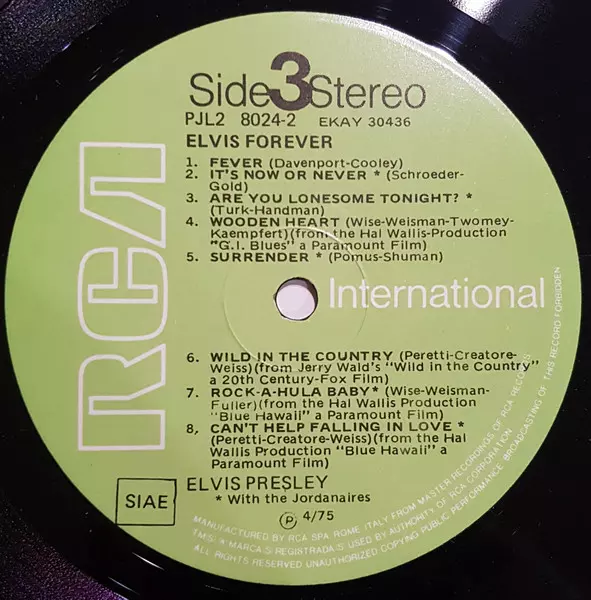 RCA
Side 3 Stereo
PJL2 8024-2 EKAY 30436
ELVIS FOREVER
1. FEVER (Davenport-Cooley)
2. IT'S NOW OR NEVER * (Schroeder-
Gold)
3. ARE YOU LONESOME TONIGHT? *
(Turk-Handman)
4. WOODEN HEART (Wise-Weisman-Twomey-
Kaempfert)(from the Hal Wallis-Production
"G.I. Blues" a Paramount Film)
5. SURRENDER * (Pomus-Shuman)
International
6. WILD IN THE COUNTRY (Peretti-Creatore-
Weiss)(from Jerry Wald's "Wild in the Country"
a 20th Century-Fox Film)
7. ROCK-A-HULA BABY * (Wise-Weisman-
Fuller)(from the Hal Wallis Production
"Blue Hawaii" a Paramount Film)
8. CAN'T HELP FALLING IN LOVE *
(Peretti-Creatore-Weiss)(from the Hal
Wallis Production "Blue Hawaii" a
Paramount Film)
SIAE
ELVIS PRESLEY
* With the Jordanaires
Ⓟ 4/75
MANUFACTURED BY RCA SPA ROME ITALY FROM MASTER RECORDINGS OF RCA RECORDS
TMS. ® MARCA.S REGISTRADA.S USED BY AUTHORITY OF RCA CORPORATION
ALL RIGHTS RESERVED UNAUTHORIZED COPYING PUBLIC PERFORMANCE BROADCASTING OF THIS RECORD FORBIDDEN